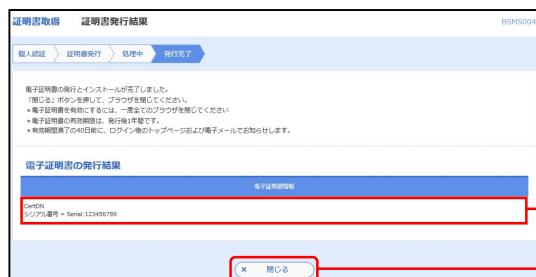 証明書取得 証明書発行結果 BSMS004
個人認証 証明書発行 処理中 発行完了
電子証明書の発行とインストールが完了しました。
「閉じる」ボタンを押して、ブラウザを閉じてください。
*電子証明書を有効にするには、一度全てのブラウザを閉じてください
*電子証明書の有効期限は、発行後1年間です。
*有効期間満了の40日前に、ログイン後のトップページおよび電子メールでお知らせします。
電子証明書の発行結果
電子証明書情報
CertDN
シリアル番号 = Serial:123456789
× 閉じる